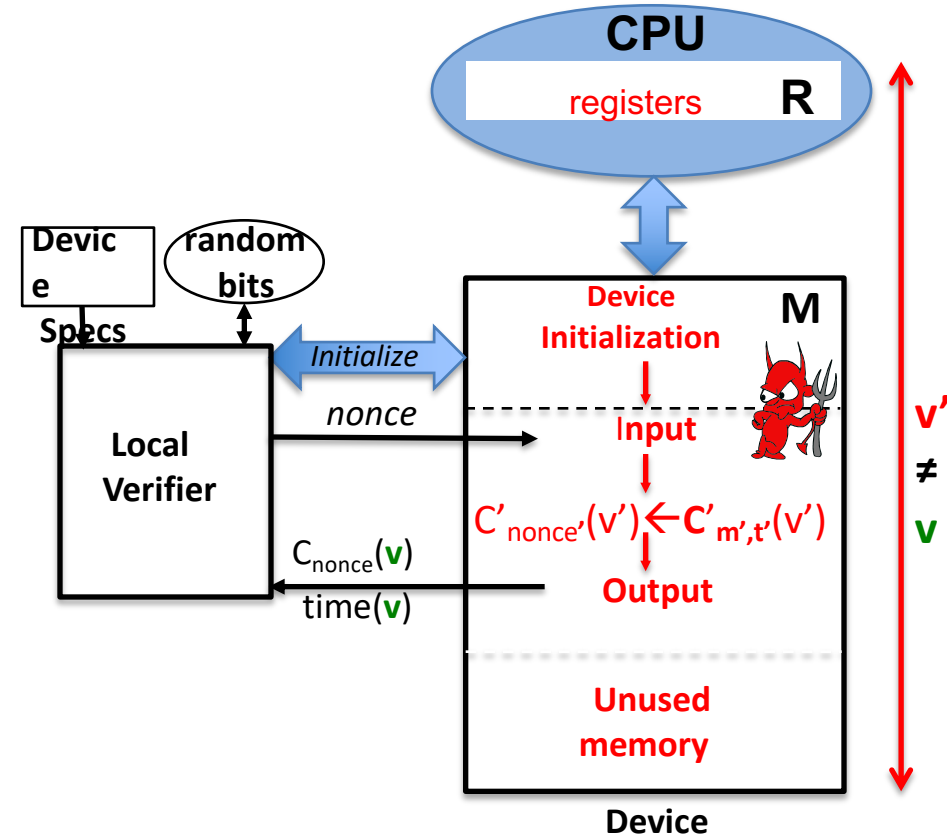 CPU
registers R
Devic
e
Specs
random
bits
Device
Initialization
M
Initialize
nonce
Input
Local
Verifier
C'nonce'(v')←C'm',t'(v')
Cnonce(v)
time(v)
Output
v'
≠
v
Unused
memory
Device